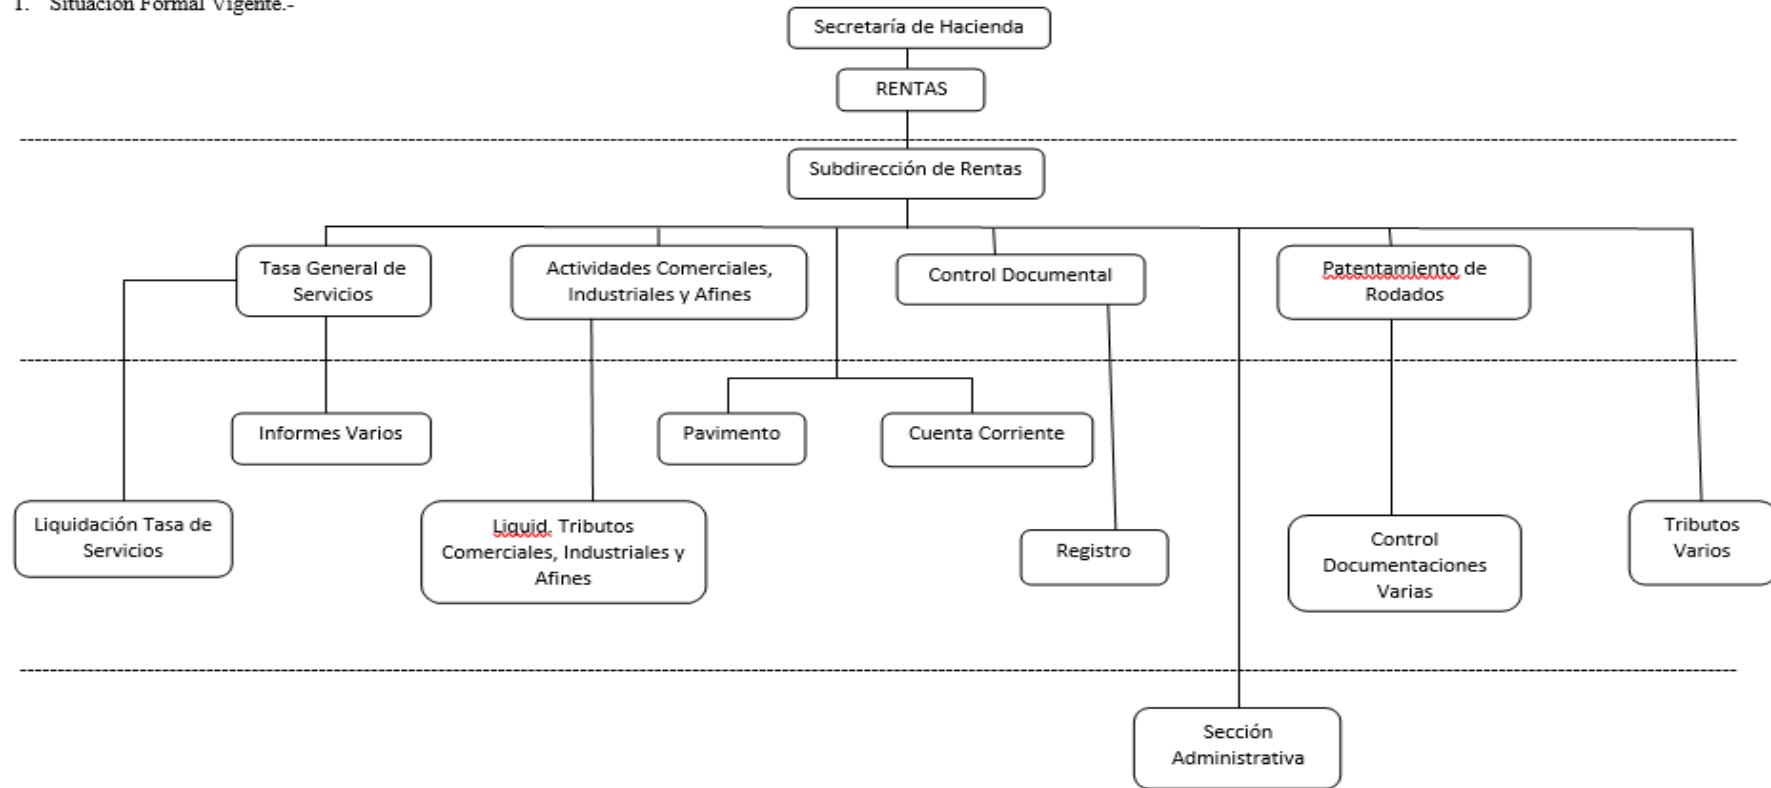 1. Situación Formal Vigente.-
Secretaría de Hacienda
RENTAS
Subdirección de Rentas
Tasa General de
Servicios
Actividades Comerciales,
Industriales y Afines
Control Documental
Patentamiento de
Rodados
Informes Varios
Pavimento
Cuenta Corriente
Liquidación Tasa de
Servicios
Liquid. Tributos
Comerciales, Industriales y
Afines
Registro
Control
Documentaciones
Varias
Tributos
Varios
Sección
Administrativa